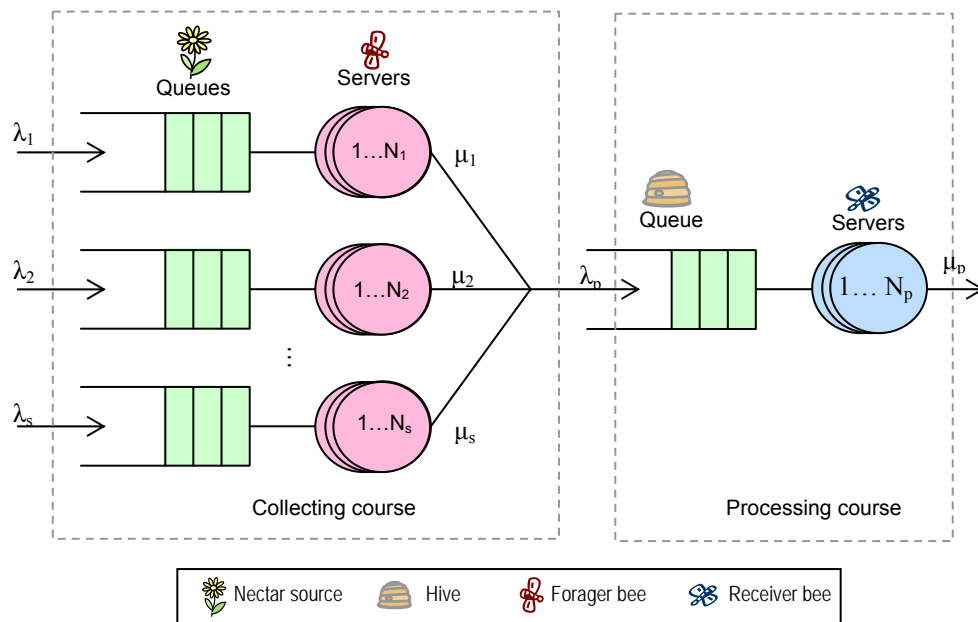 Queues
Servers
λ1
1...N1
μ1
λ2
1...N2
μ2
⋮
λs
1...Ns
μs
Collecting course
Queue
Servers
λp
1... Np
μp
Processing course
Nectar source
Hive
Forager bee
Receiver bee